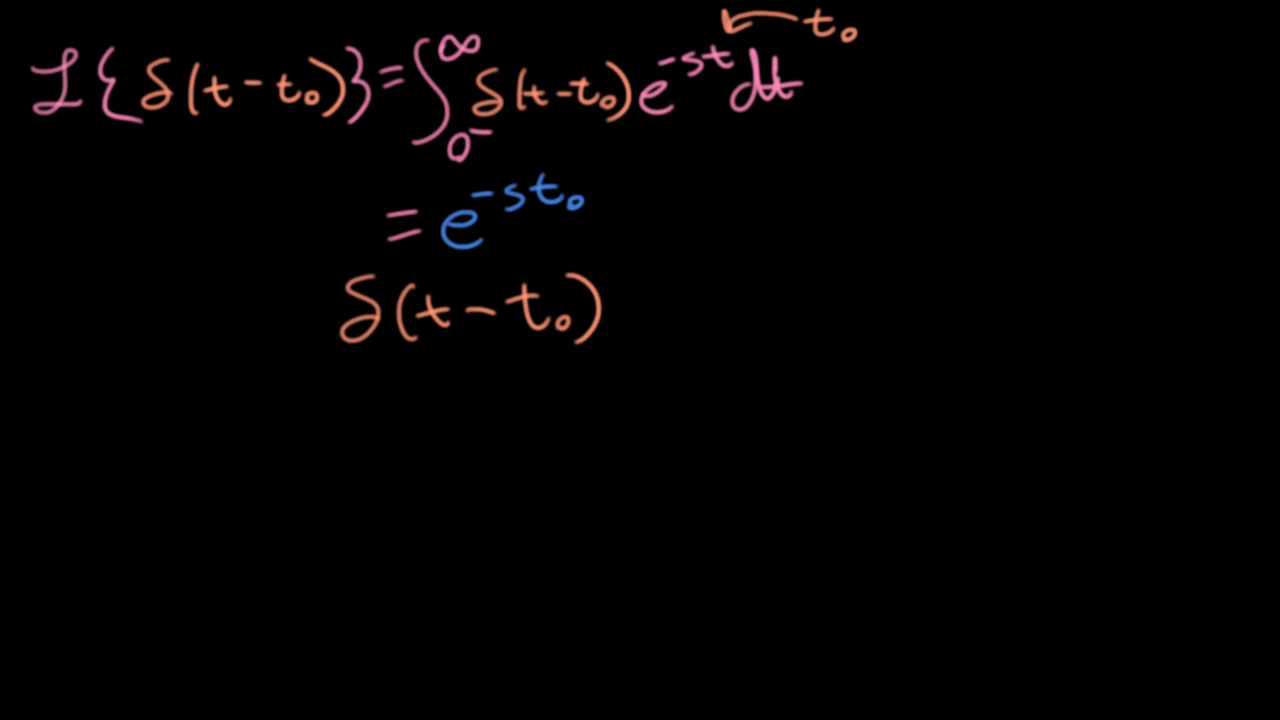 t₀
ℒ{δ(t - t₀)} = ∫₀⁻^∞ δ(t - t₀) e^(-st) dt
= e^(-st₀)
δ(t - t₀)